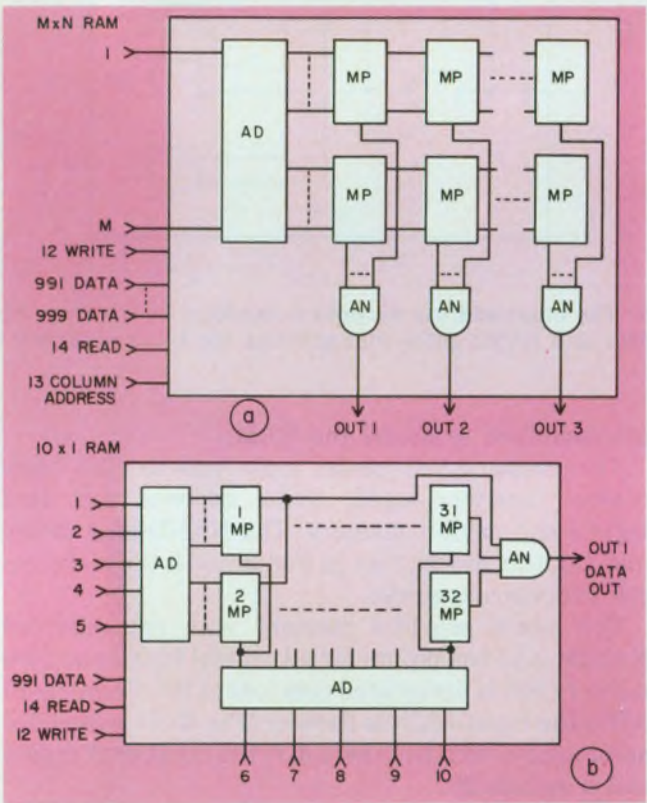 MxN RAM
1
MP MP MP
AD
MP MP MP
M
12 WRITE
991 DATA
AN AN AN
999 DATA
14 READ
13 COLUMN
ADDRESS
a
OUT 1 OUT 2 OUT 3
10 x 1 RAM
1
1 MP
31 MP
2
AD
AN
OUT 1
3
DATA
OUT
4
2 MP
32 MP
5
991 DATA
AD
14 READ
12 WRITE
6 7 8 9 10
b